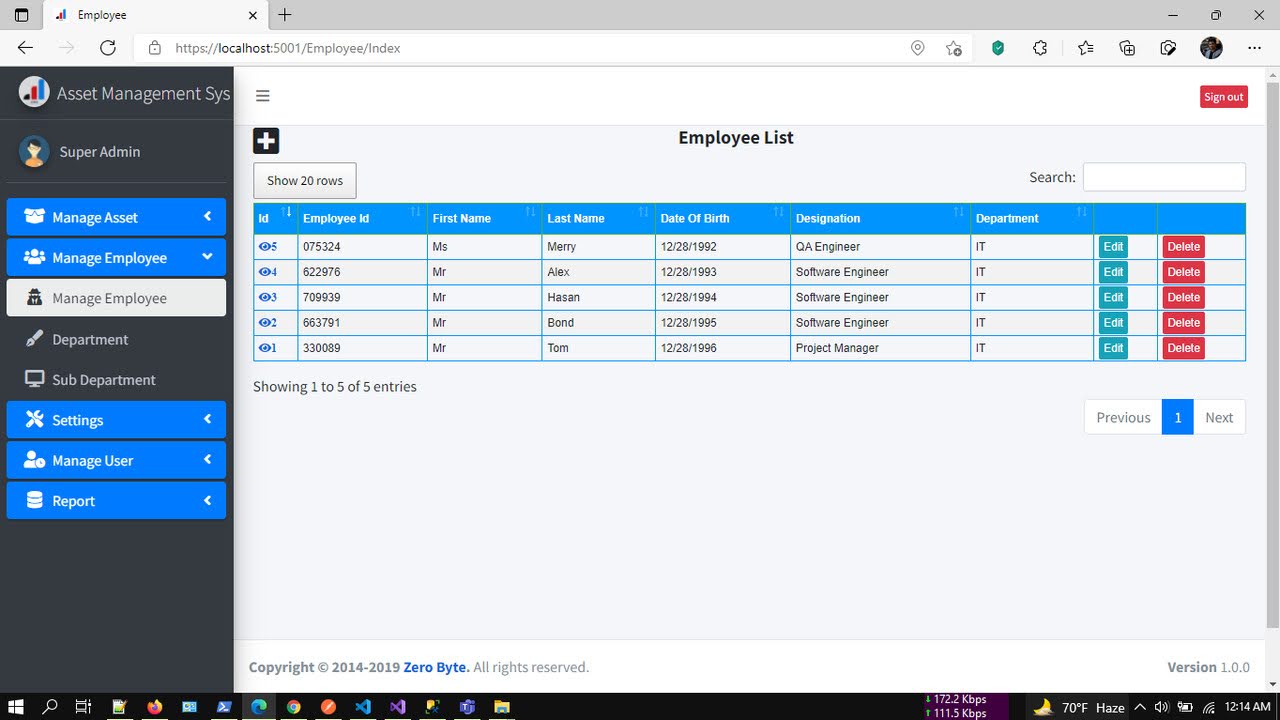 Employee
https://localhost:5001/Employee/Index
Asset Management Sys
Sign out
Super Admin
Manage Asset
Manage Employee
Manage Employee
Department
Sub Department
Settings
Manage User
Report
Employee List
Show 20 rows
Search:
Id Employee Id First Name Last Name Date Of Birth Designation Department
5 075324 Ms Merry 12/28/1992 QA Engineer IT Edit Delete
4 622976 Mr Alex 12/28/1993 Software Engineer IT Edit Delete
3 709939 Mr Hasan 12/28/1994 Software Engineer IT Edit Delete
2 663791 Mr Bond 12/28/1995 Software Engineer IT Edit Delete
1 330089 Mr Tom 12/28/1996 Project Manager IT Edit Delete
Showing 1 to 5 of 5 entries
Previous 1 Next
Copyright © 2014-2019 Zero Byte. All rights reserved.
Version 1.0.0
↓ 172.2 Kbps
↑ 111.5 Kbps
70°F Haze
12:14 AM